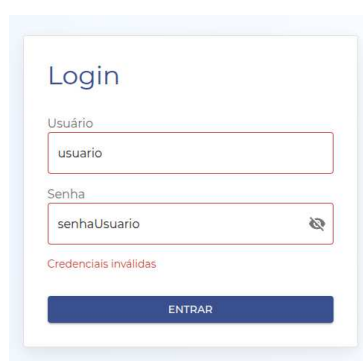 Login
Usuário
usuario
Senha
senhaUsuario
Credenciais inválidas
ENTRAR